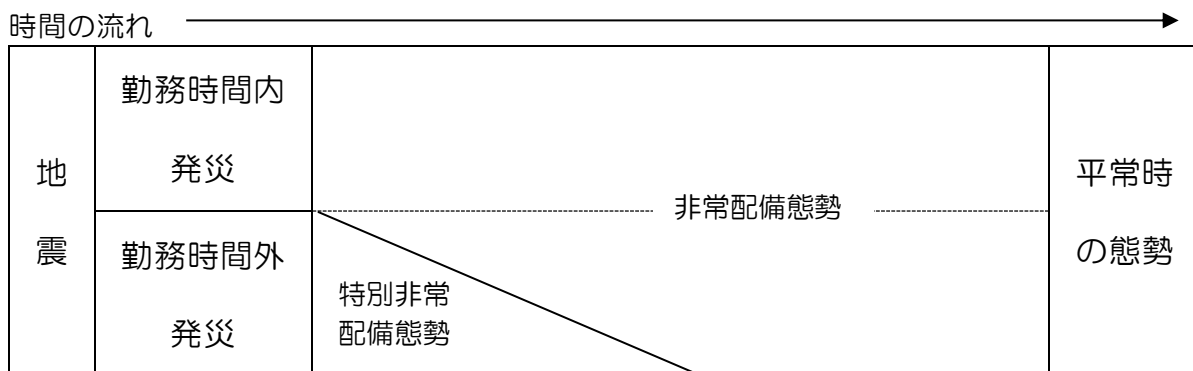 時間の流れ
地
震
勤務時間内
発災
勤務時間外
発災
非常配備態勢
特別非常
配備態勢
平常時
の態勢